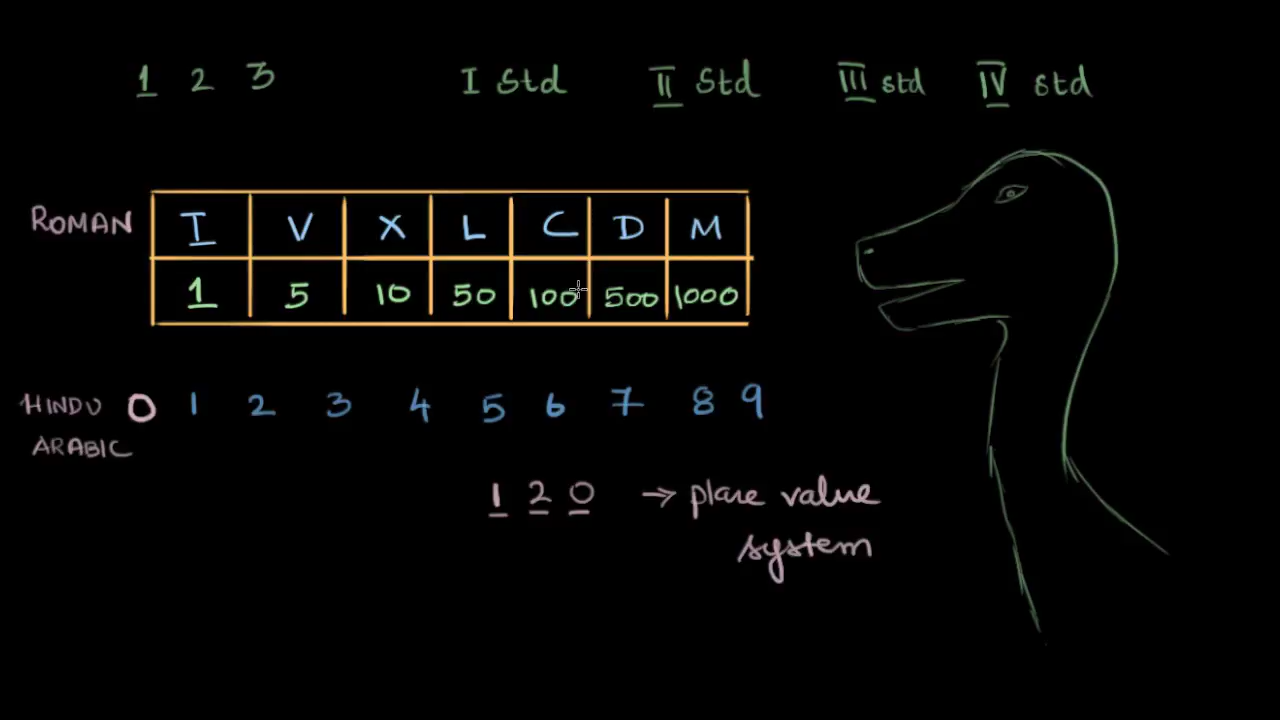 1 2 3 I Std II Std III std IV std
ROMAN I V X L C D M
1 5 10 50 100 500 1000
HINDU 0 1 2 3 4 5 6 7 8 9
ARABIC
1 2 0 → place value
system